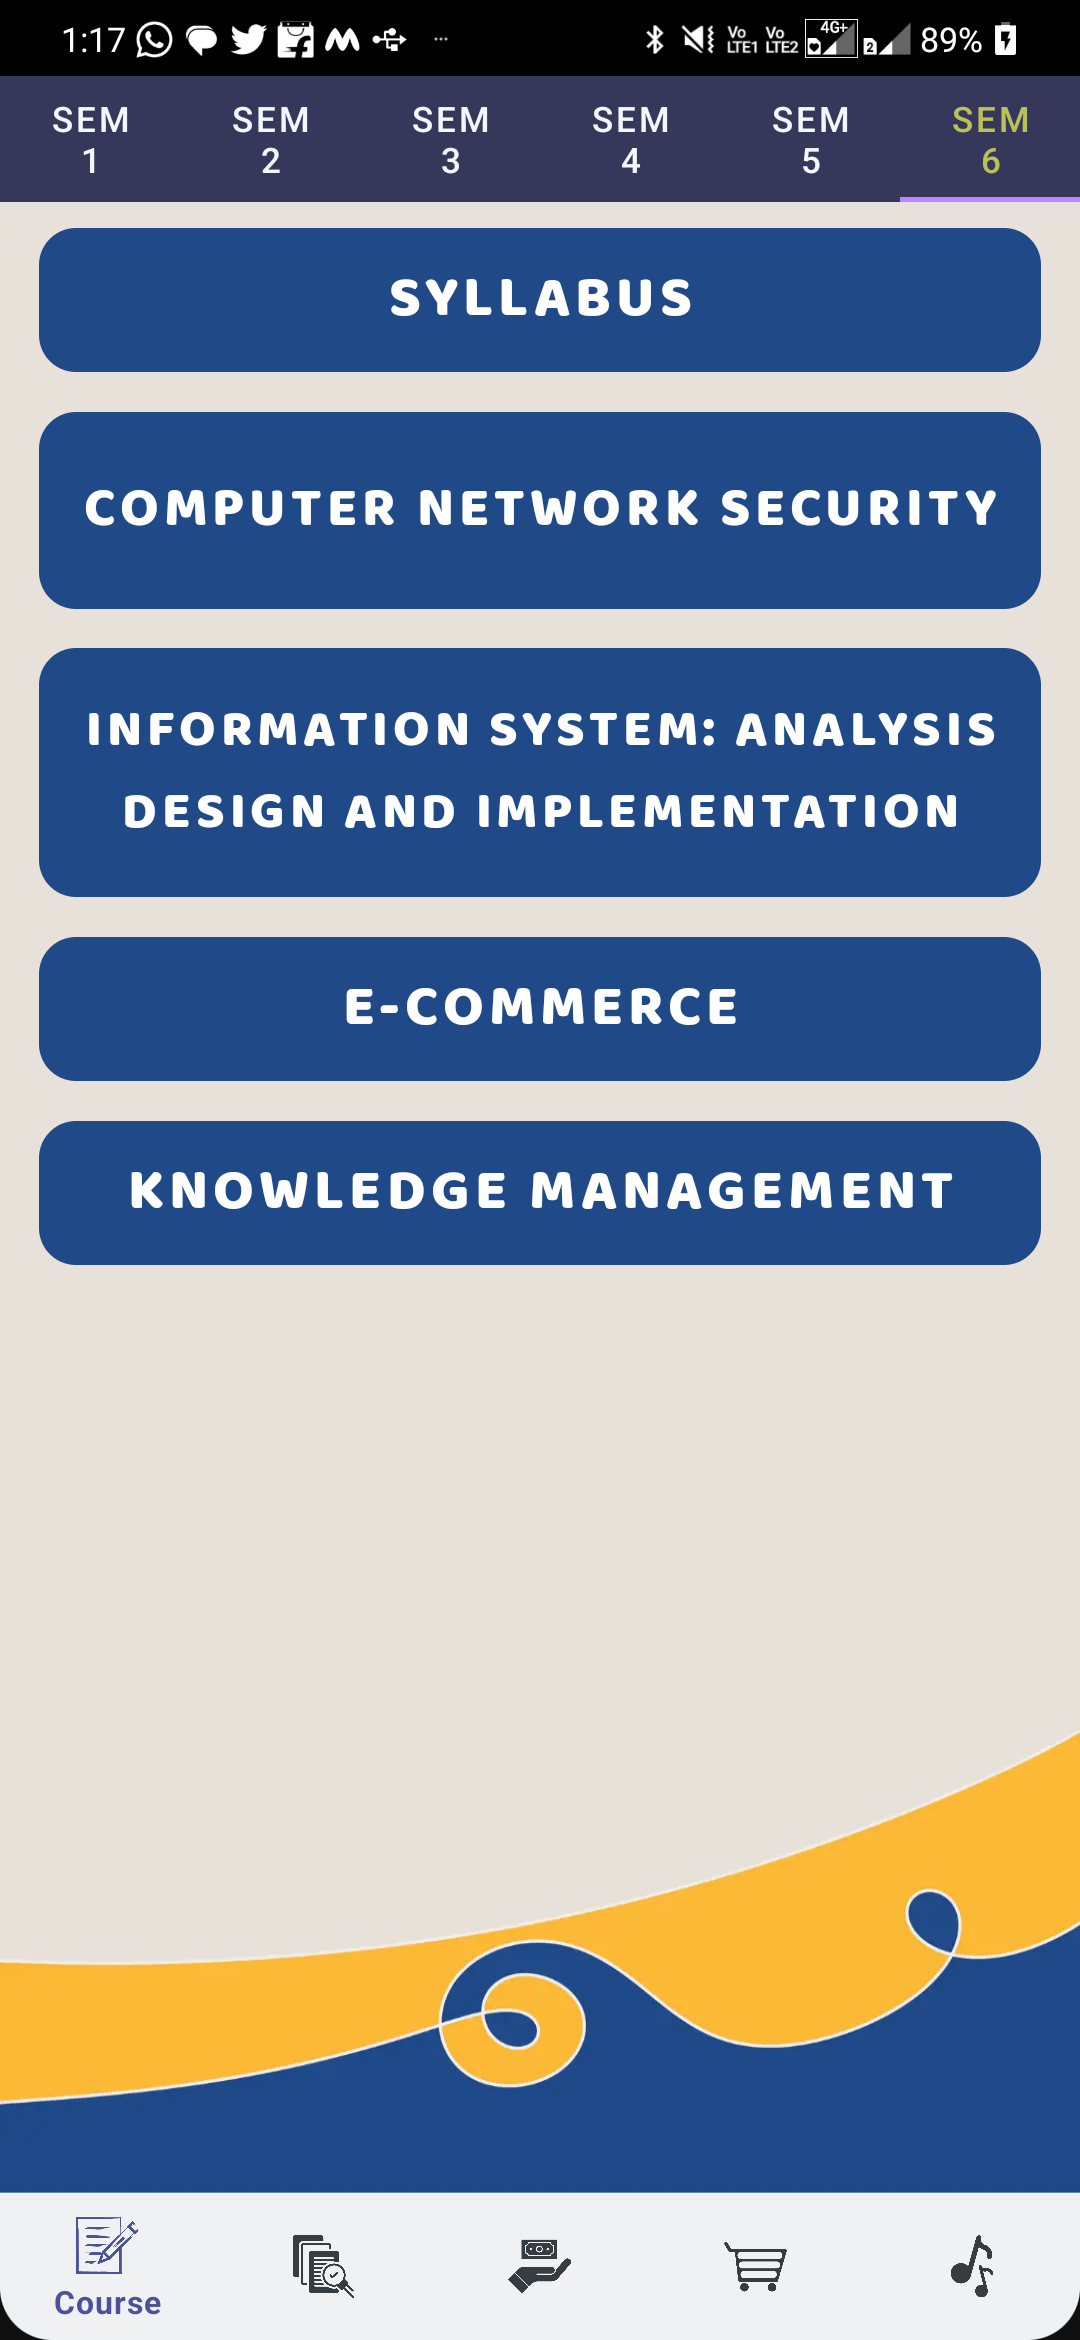 1:17
Vo LTE1 Vo LTE2 4G+ 2 89%
SEM 1
SEM 2
SEM 3
SEM 4
SEM 5
SEM 6
SYLLABUS
COMPUTER NETWORK SECURITY
INFORMATION SYSTEM: ANALYSIS
DESIGN AND IMPLEMENTATION
E-COMMERCE
KNOWLEDGE MANAGEMENT
Course